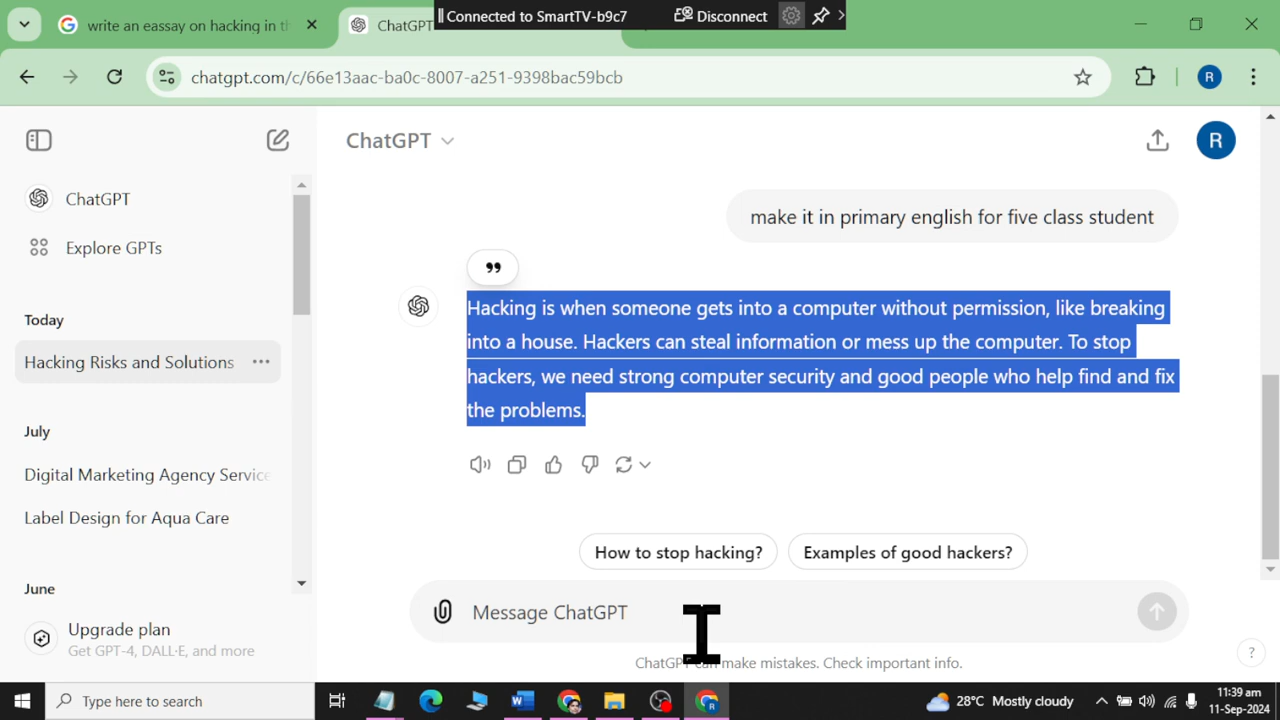 write an eassay on hacking in th
ChatGPT
Connected to SmartTV-b9c7
Disconnect
chatgpt.com/c/66e13aac-ba0c-8007-a251-9398bac59bcb
R
ChatGPT
R
ChatGPT
Explore GPTs
make it in primary english for five class student
Today
Hacking Risks and Solutions
Hacking is when someone gets into a computer without permission, like breaking
into a house. Hackers can steal information or mess up the computer. To stop
hackers, we need strong computer security and good people who help find and fix
the problems.
July
Digital Marketing Agency Service
Label Design for Aqua Care
June
How to stop hacking?
Examples of good hackers?
Message ChatGPT
Upgrade plan
Get GPT-4, DALL·E, and more
ChatGPT can make mistakes. Check important info.
?
Type here to search
28°C Mostly cloudy
11:39 am
11-Sep-2024